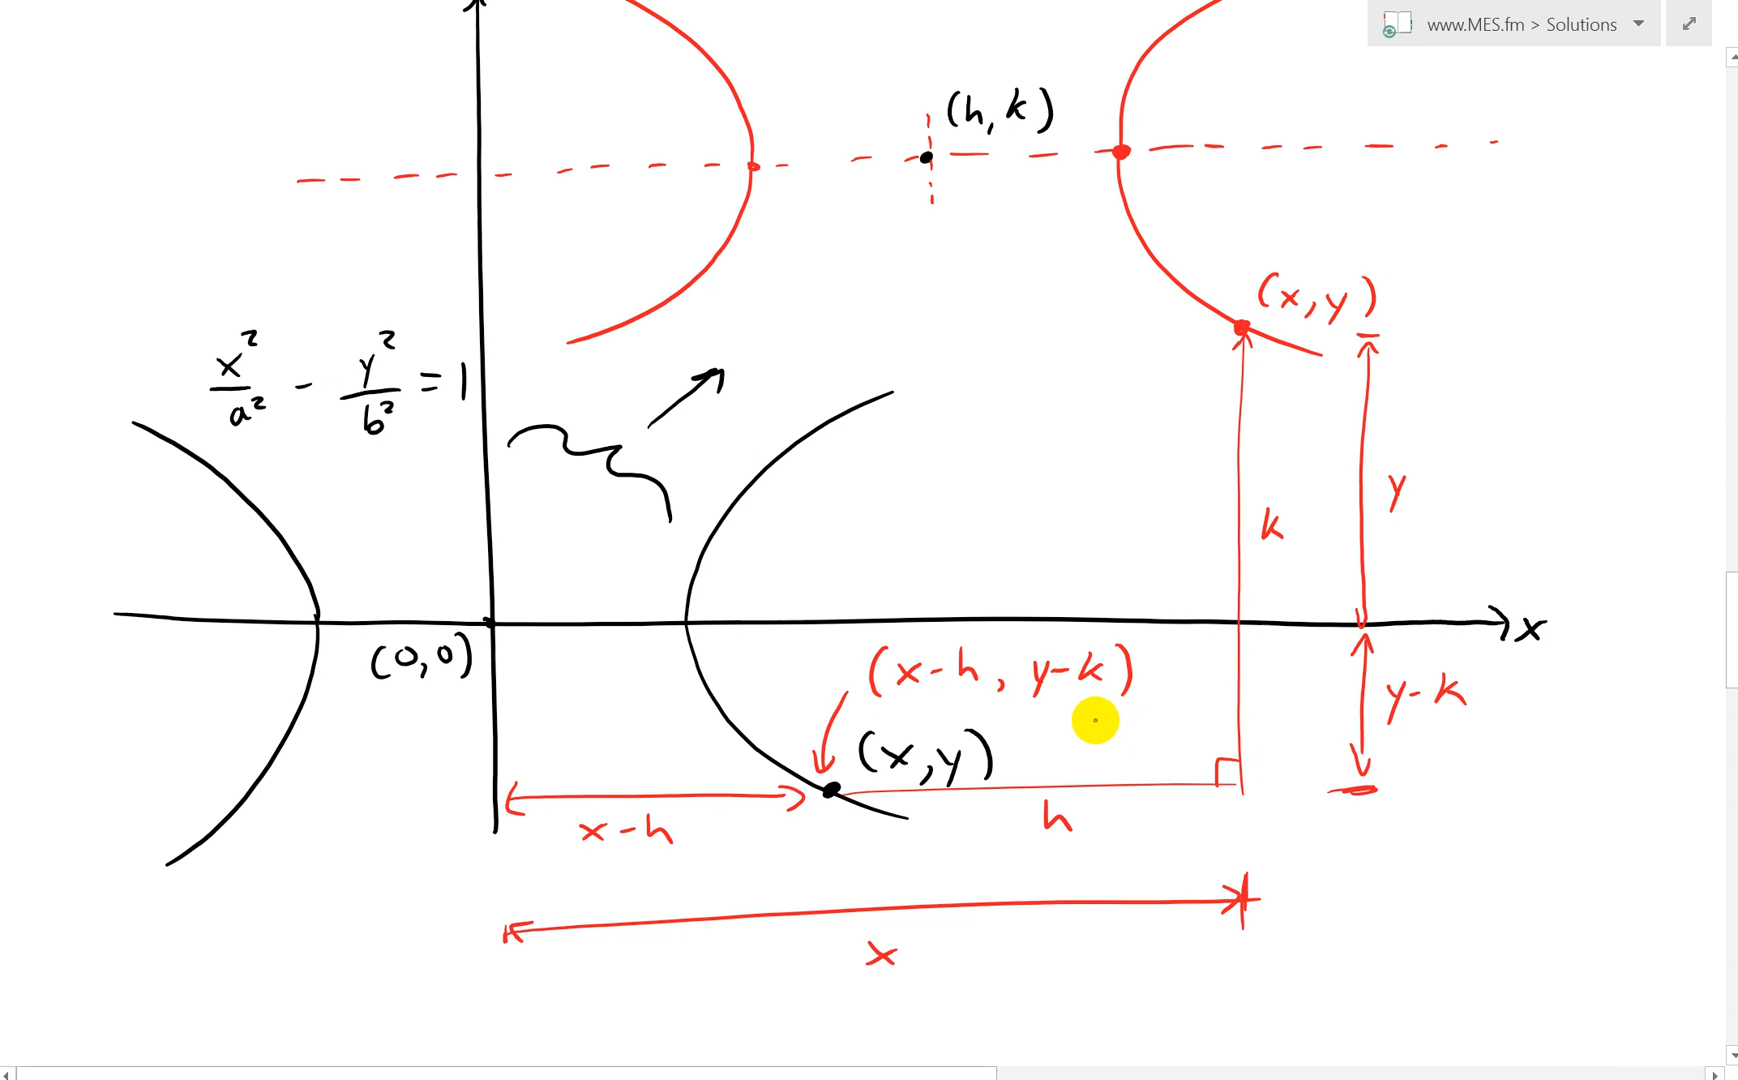 www.MES.fm > Solutions
(h, k)
(x, y)
x²/a² - y²/b² = 1
y
k
x
(0,0)
(x-h, y-k)
y-k
(x,y)
x-h
h
x